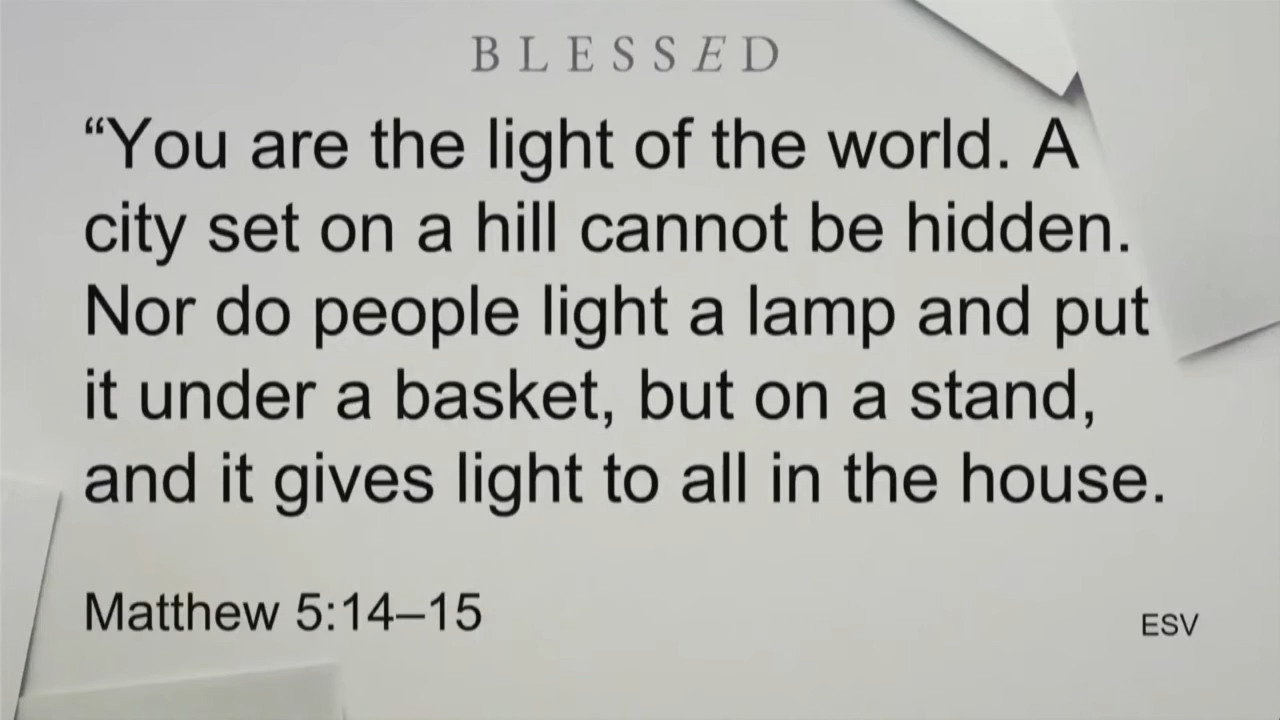 BLESSED
“You are the light of the world. A
city set on a hill cannot be hidden.
Nor do people light a lamp and put
it under a basket, but on a stand,
and it gives light to all in the house.
Matthew 5:14–15
ESV